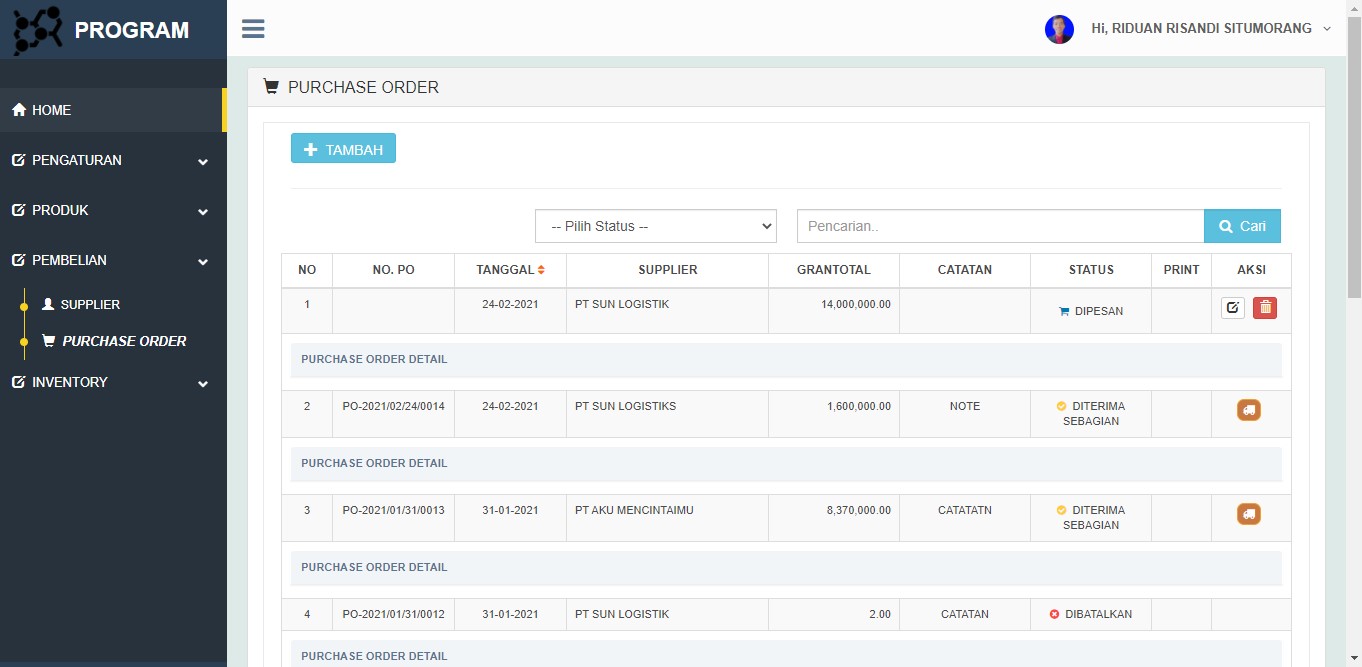 PROGRAM
Hi, RIDUAN RISANDI SITUMORANG
HOME
PENGATURAN
PRODUK
PEMBELIAN
SUPPLIER
PURCHASE ORDER
INVENTORY
PURCHASE ORDER
TAMBAH
-- Pilih Status --
Pencarian..
Cari
NO NO. PO TANGGAL SUPPLIER GRANTOTAL CATATAN STATUS PRINT AKSI
1 24-02-2021 PT SUN LOGISTIK 14,000,000.00 DIPESAN
PURCHASE ORDER DETAIL
2 PO-2021/02/24/0014 24-02-2021 PT SUN LOGISTIKS 1,600,000.00 NOTE DITERIMA
SEBAGIAN
PURCHASE ORDER DETAIL
3 PO-2021/01/31/0013 31-01-2021 PT AKU MENCINTAIMU 8,370,000.00 CATATATN DITERIMA
SEBAGIAN
PURCHASE ORDER DETAIL
4 PO-2021/01/31/0012 31-01-2021 PT SUN LOGISTIK 2.00 CATATAN DIBATALKAN
PURCHASE ORDER DETAIL